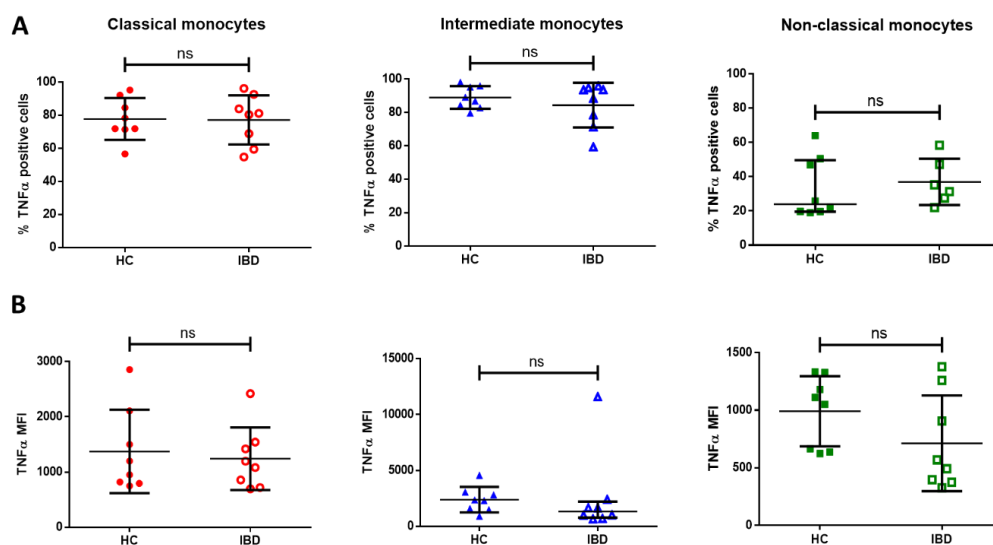 A
Classical monocytes
Intermediate monocytes
Non-classical monocytes
ns
ns
ns
% TNFα positive cells
100
80
60
40
20
0
HC
IBD
% TNFα positive cells
100
80
60
40
20
0
HC
IBD
% TNFα positive cells
100
80
60
40
20
0
HC
IBD
B
ns
ns
ns
TNFα MFI
3000
2000
1000
0
HC
IBD
TNFα MFI
15000
10000
5000
0
HC
IBD
TNFα MFI
1500
1000
500
0
HC
IBD